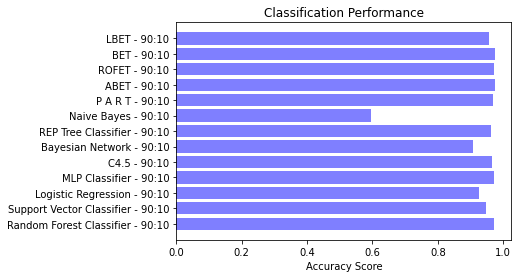 Classification Performance
LBET - 90:10
BET - 90:10
ROFET - 90:10
ABET - 90:10
P A R T - 90:10
Naive Bayes - 90:10
REP Tree Classifier - 90:10
Bayesian Network - 90:10
C4.5 - 90:10
MLP Classifier - 90:10
Logistic Regression - 90:10
Support Vector Classifier - 90:10
Random Forest Classifier - 90:10
0.0 0.2 0.4 0.6 0.8 1.0
Accuracy Score